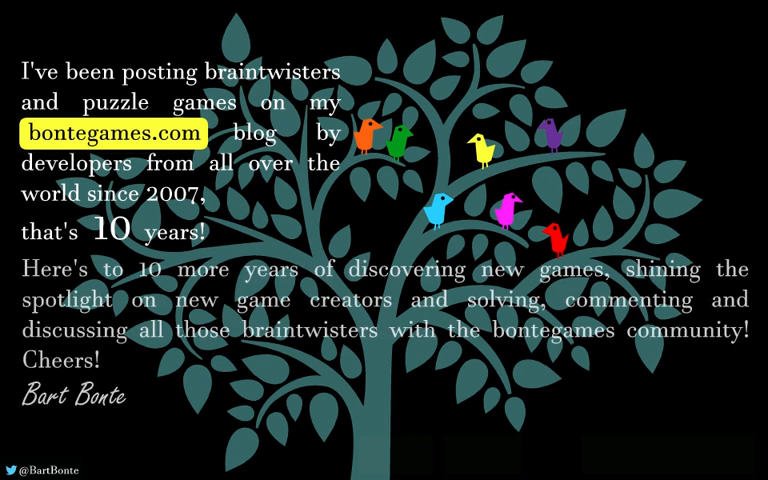 I've been posting braintwisters
and puzzle games on my
bontegames.com blog by
developers from all over the
world since 2007,
that's 10 years!
Here's to 10 more years of discovering new games, shining the
spotlight on new game creators and solving, commenting and
discussing all those braintwisters with the bontegames community!
Cheers!
Bart Bonte
@BartBonte